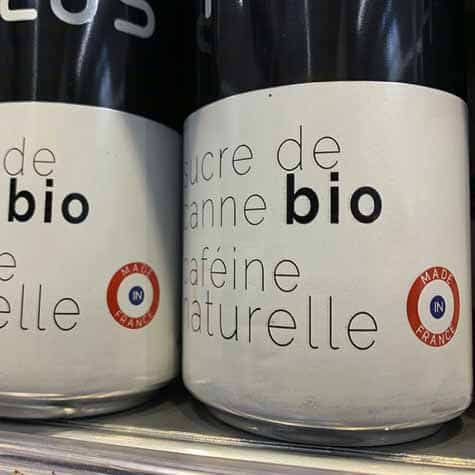 de
bio
e
elle
MADE
IN
FRANCE
sucre de
canne bio
caféine
naturelle
MADE
IN
FRANCE